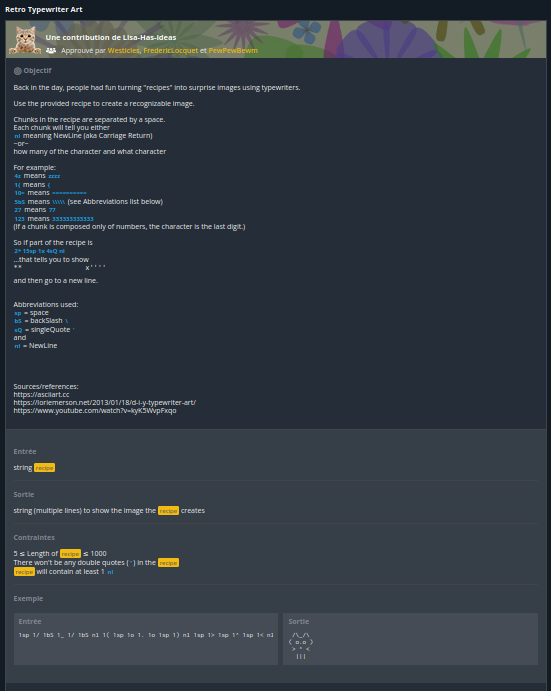 Retro Typewriter Art
Une contribution de Lisa-Has-Ideas
Approuvé par Westicles, FredericLocquet et PewPewBewm
Objectif
Back in the day, people had fun turning "recipes" into surprise images using typewriters.
Use the provided recipe to create a recognizable image.
Chunks in the recipe are separated by a space.
Each chunk will tell you either
nl meaning NewLine (aka Carriage Return)
~or~
how many of the character and what character
For example:
4z means zzzz
1( means (
10= means ==========
5bS means \\\\\ (see Abbreviations list below)
27 means 77
123 means 333333333333
(If a chunk is composed only of numbers, the character is the last digit.)
So if part of the recipe is
2* 15sp 1x 4sQ nl
...that tells you to show
** x''''
and then go to a new line.
Abbreviations used:
sp = space
bS = backSlash \
sQ = singleQuote '
and
nl = NewLine
Sources/references:
https://asciiart.cc
https://loriemerson.net/2013/01/18/d-i-y-typewriter-art/
https://www.youtube.com/watch?v=kyK5WvpFxqo
Entrée
string recipe
Sortie
string (multiple lines) to show the image the recipe creates
Contraintes
5 ≤ Length of recipe ≤ 1000
There won't be any double quotes (") in the recipe
recipe will contain at least 1 nl
Exemple
Entrée
1sp 1/ 1bS 1_ 1/ 1bS nl 1( 1sp 1o 1. 1o 1sp 1) nl 1sp 1> 1sp 1^ 1sp 1< nl
Sortie
/\_/\
( o.o )
> ^ <
|||